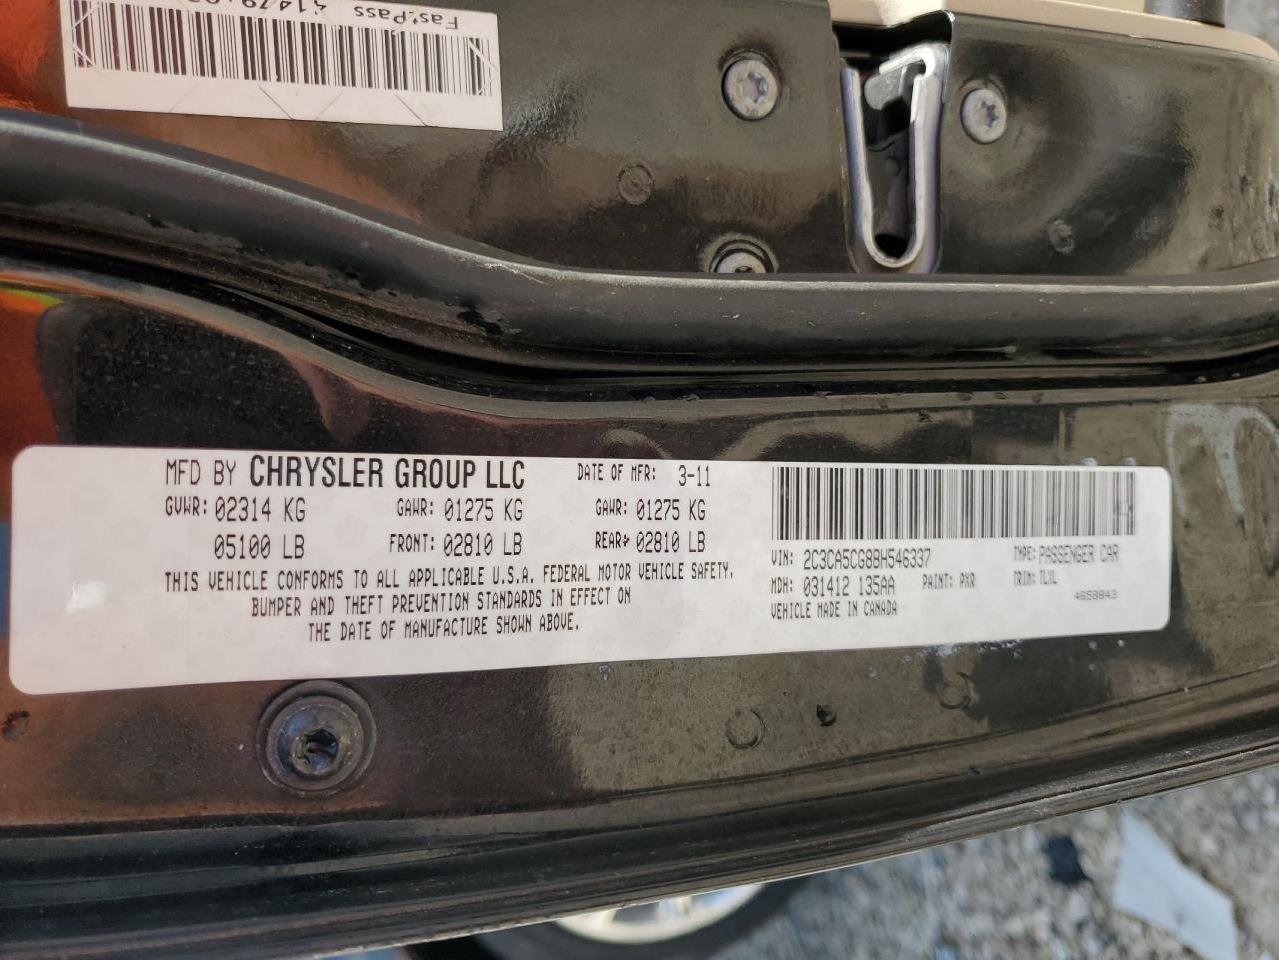 Fas*Pass
MFD BY CHRYSLER GROUP LLC DATE OF MFR: 3-11
GVWR: 02314 KG GAWR: 01275 KG GAWR: 01275 KG
05100 LB FRONT: 02810 LB REAR* 02810 LB
THIS VEHICLE CONFORMS TO ALL APPLICABLE U.S.A. FEDERAL MOTOR VEHICLE SAFETY,
BUMPER AND THEFT PREVENTION STANDARDS IN EFFECT ON
THE DATE OF MANUFACTURE SHOWN ABOVE.
VIN: 2C3CA5CG8BH546337 TYPE: PASSENGER CAR
MDH: 031412 135AA PAINT: PXR TRIM: TLVL
VEHICLE MADE IN CANADA 4658843